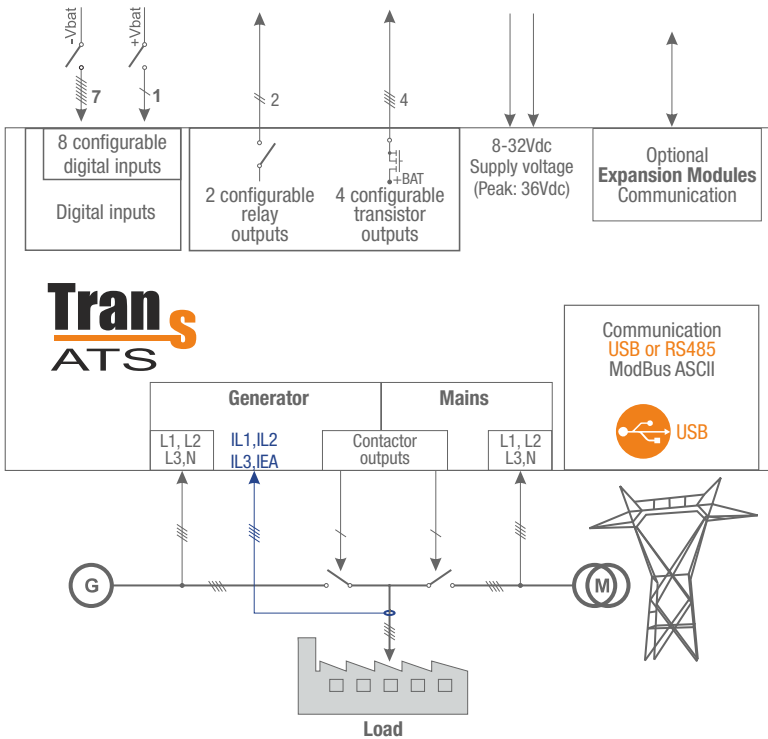 -Vbat
+Vbat
7
1
2
4
8 configurable
digital inputs
Digital inputs
2 configurable
relay
outputs
+BAT
4 configurable
transistor
outputs
8-32Vdc
Supply voltage
(Peak: 36Vdc)
Optional
Expansion Modules
Communication
Trans
ATS
Communication
USB or RS485
ModBus ASCII
USB
Generator
Mains
L1, L2
L3,N
IL1,IL2
IL3,IEA
Contactor
outputs
L1, L2
L3,N
G
M
Load